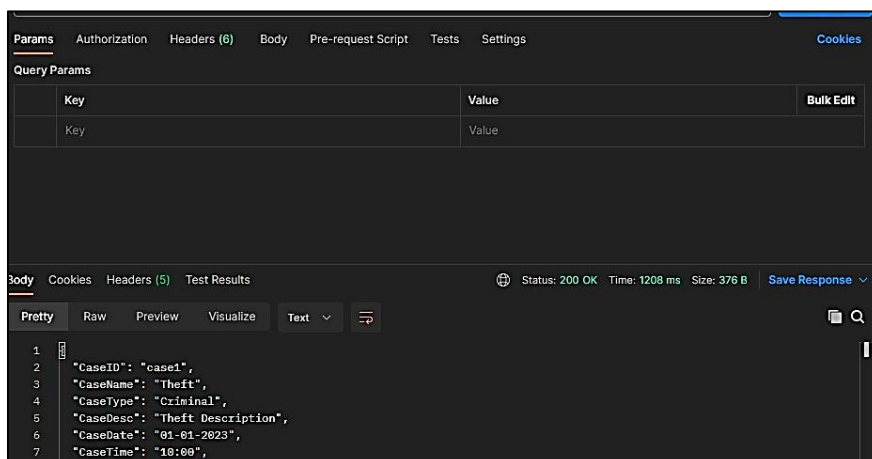 Params Authorization Headers (6) Body Pre-request Script Tests Settings Cookies
Query Params
Key Value Bulk Edit
Key Value
Body Cookies Headers (5) Test Results Status: 200 OK Time: 1208 ms Size: 376 B Save Response
Pretty Raw Preview Visualize Text
1 {
2 "CaseID": "case1",
3 "CaseName": "Theft",
4 "CaseType": "Criminal",
5 "CaseDesc": "Theft Description",
6 "CaseDate": "01-01-2023",
7 "CaseTime": "10:00",